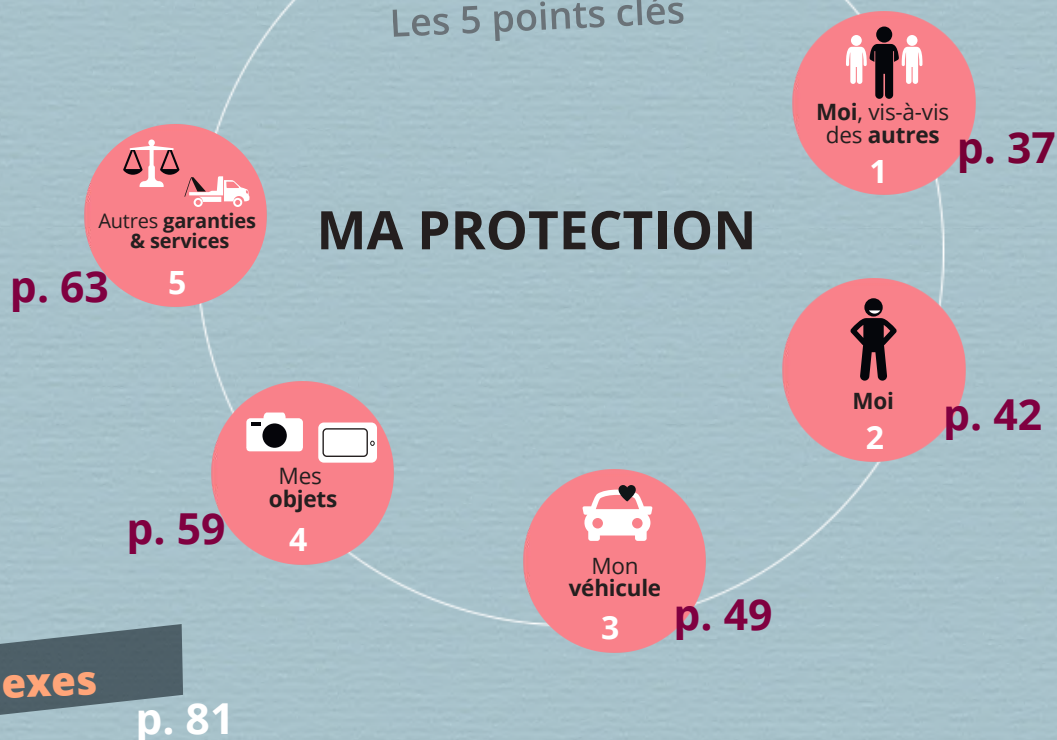 Les 5 points clés
Moi, vis-à-vis
des autres
1
p. 37
MA PROTECTION
Autres garanties
& services
5
p. 63
Moi
2
p. 42
Mes
objets
4
p. 59
Mon
véhicule
3
p. 49
exes
p. 81